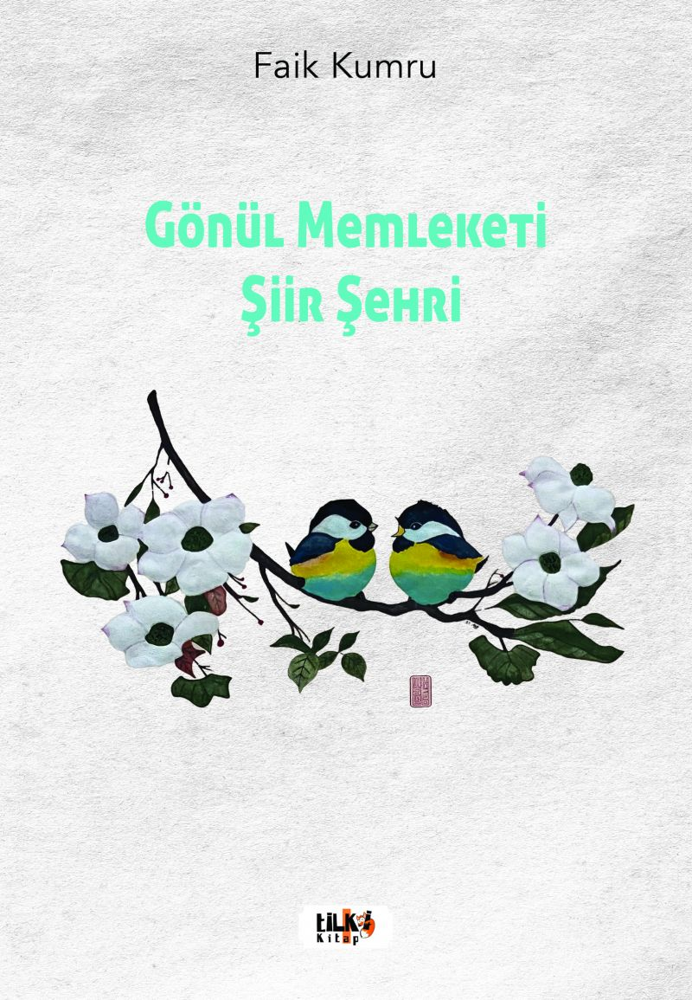 Faik Kumru
Gönül Memleketi
Şiir Şehri
tilki
Kitap